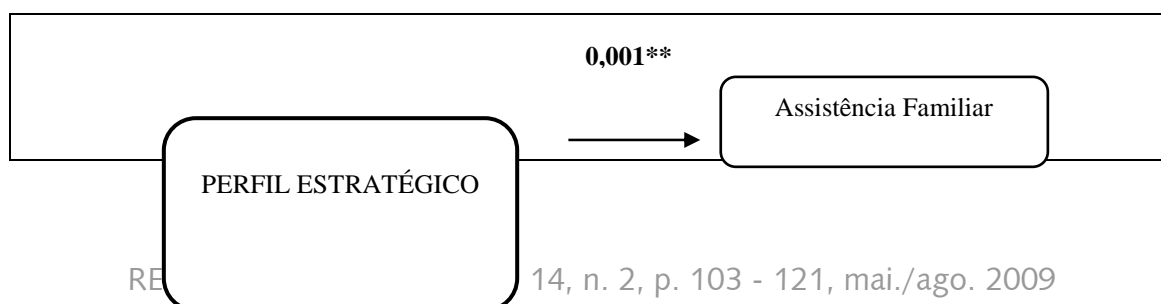 0,001**
Assistência Familiar
PERFIL ESTRATÉGICO
RE 14, n. 2, p. 103 - 121, mai./ago. 2009